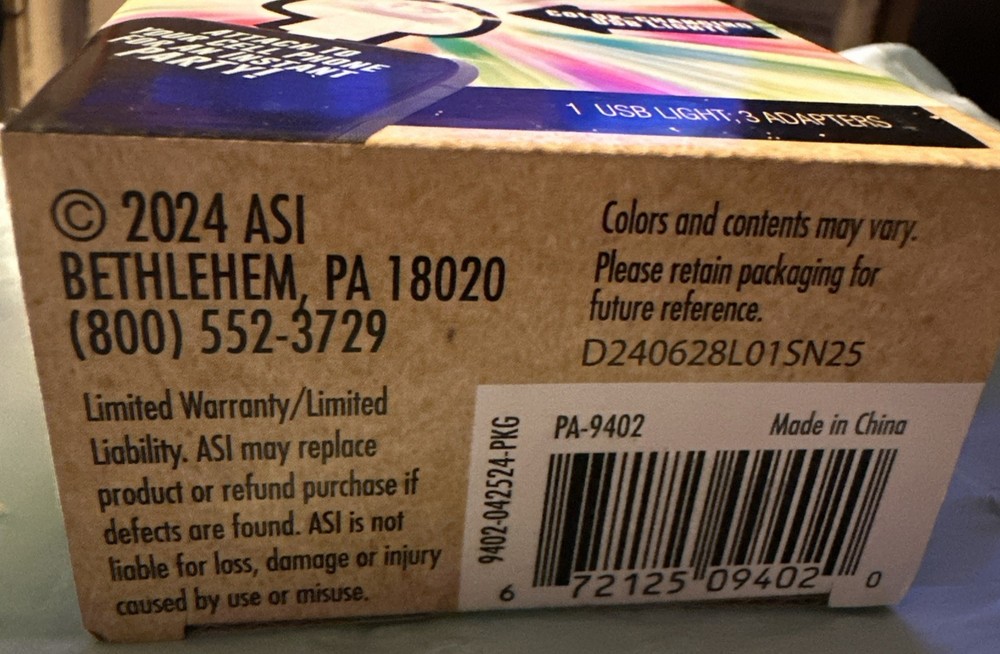 ATTACH TO
YOUR CELL PHONE
FOR AN INSTANT
PARTY!
COLOR-CHANGING
1 USB LIGHT, 3 ADAPTERS
© 2024 ASI
BETHLEHEM, PA 18020
(800) 552-3729
Limited Warranty/Limited
Liability. ASI may replace
product or refund purchase if
defects are found. ASI is not
liable for loss, damage or injury
caused by use or misuse.
Colors and contents may vary.
Please retain packaging for
future reference.
D240628L01SN25
9402-042524-PKG
PA-9402 Made in China
6 72125 09402 0